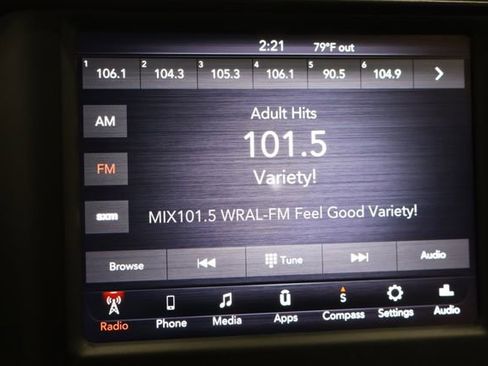 2:21 79°F out
1 106.1 2 104.3 3 105.3 4 106.1 5 90.5 6 104.9
AM
Adult Hits
101.5
FM
Variety!
sxm
MIX101.5 WRAL-FM Feel Good Variety!
Browse Tune Audio
Radio Phone Media Apps S Compass Settings Audio